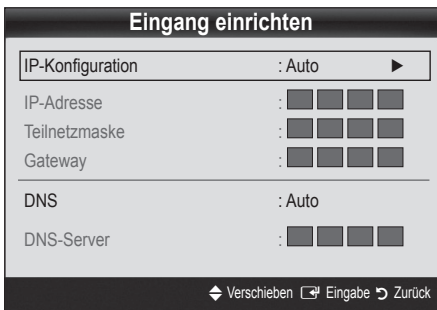 Eingang einrichten
IP-Konfiguration : Auto ►
IP-Adresse :
Teilnetzmaske :
Gateway :
DNS : Auto
DNS-Server :
Verschieben Eingabe Zurück